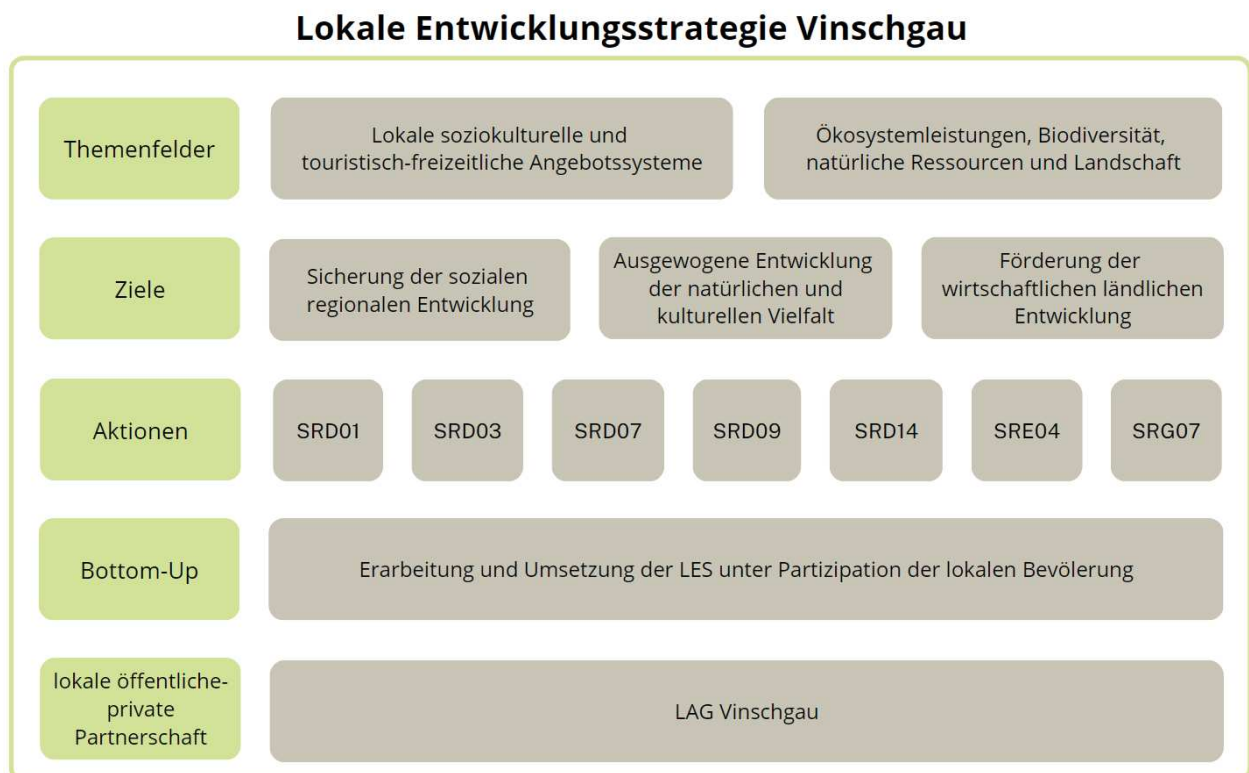 Lokale Entwicklungsstrategie Vinschgau
Themenfelder
Lokale soziokulturelle und
touristisch-freizeitliche Angebotssysteme
Ökosystemleistungen, Biodiversität,
natürliche Ressourcen und Landschaft
Ziele
Sicherung der sozialen
regionalen Entwicklung
Ausgewogene Entwicklung
der natürlichen und
kulturellen Vielfalt
Förderung der
wirtschaftlichen ländlichen
Entwicklung
Aktionen
SRD01
SRD03
SRD07
SRD09
SRD14
SRE04
SRG07
Bottom-Up
Erarbeitung und Umsetzung der LES unter Partizipation der lokalen Bevölerung
lokale öffentliche-
private
Partnerschaft
LAG Vinschgau